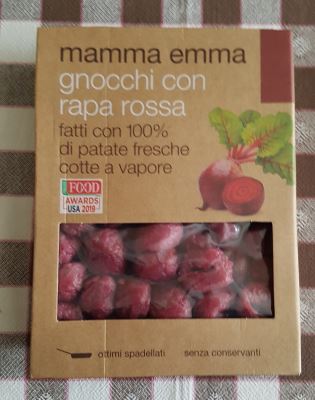 mamma emma
gnocchi con
rapa rossa
fatti con 100%
di patate fresche
cotte a vapore
FOOD
AWARDS
USA 2019
ottimi spadellati
senza conservanti